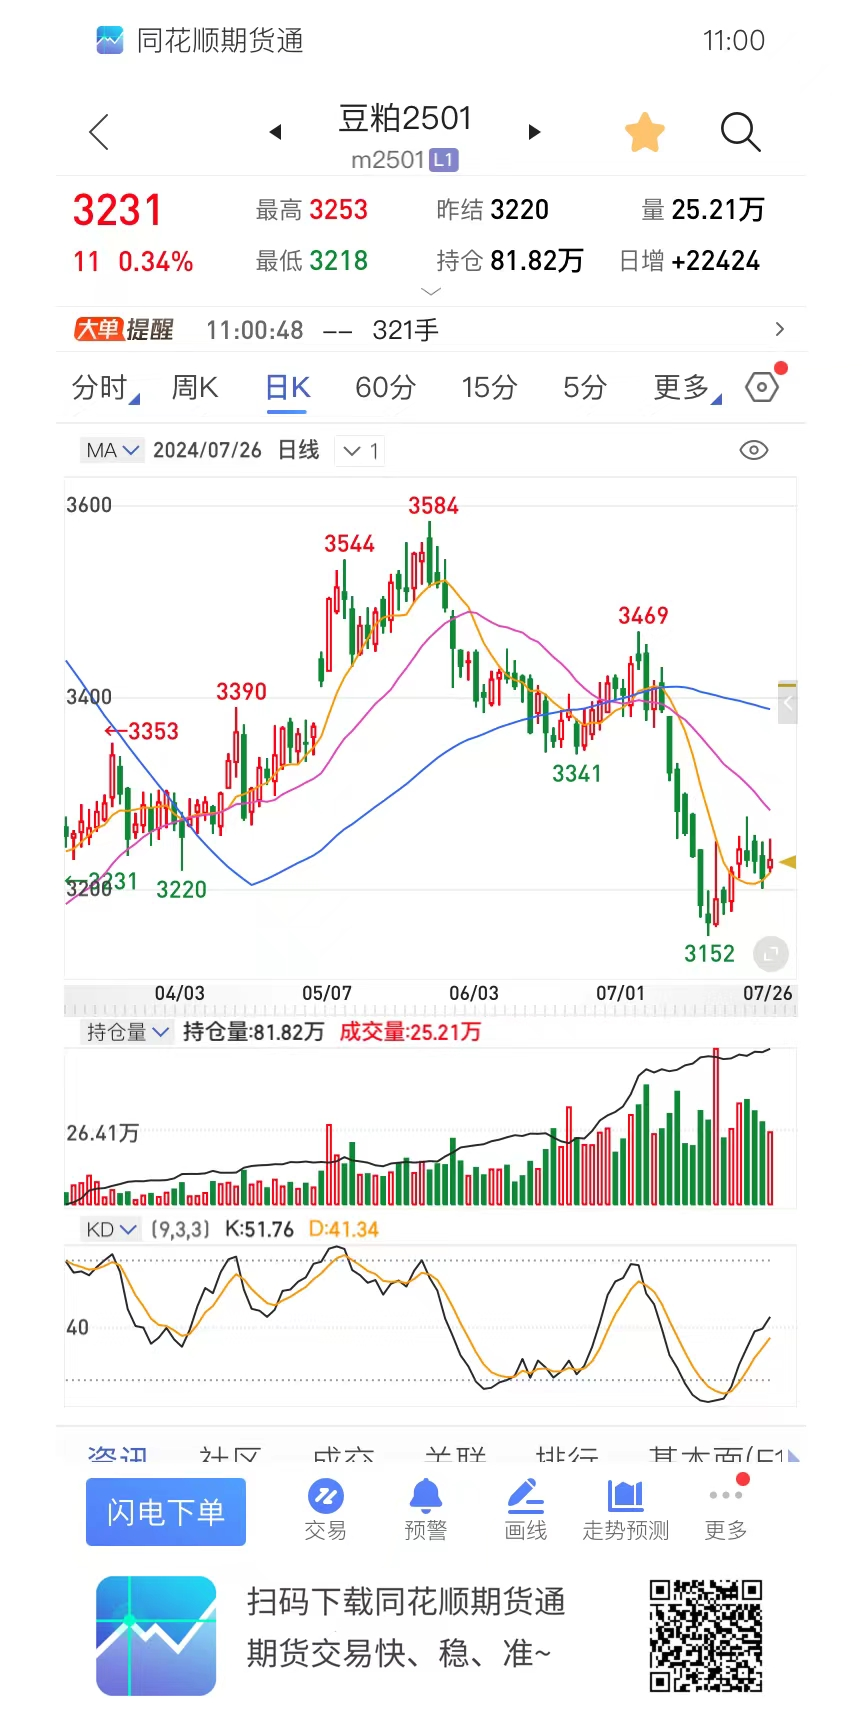 同花顺期货通 11:00
豆粕2501
m2501 L1
3231 最高 3253 昨结 3220 量 25.21万
11 0.34% 最低 3218 持仓 81.82万 日增 +22424
大单提醒 11:00:48 -- 321手
分时 周K 日K 60分 15分 5分 更多
MA 2024/07/26 日线 1
3600
3584
3544
3469
3400
3390
←3353
3341
←3231
3200
3220
3152
04/03 05/07 06/03 07/01 07/26
持仓量 持仓量:81.82万 成交量:25.21万
26.41万
KD (9,3,3) K:51.76 D:41.34
40
资讯 社区 成交 关联 排行 基本面(F1
闪电下单 交易 预警 画线 走势预测 更多
扫码下载同花顺期货通
期货交易快、稳、准~